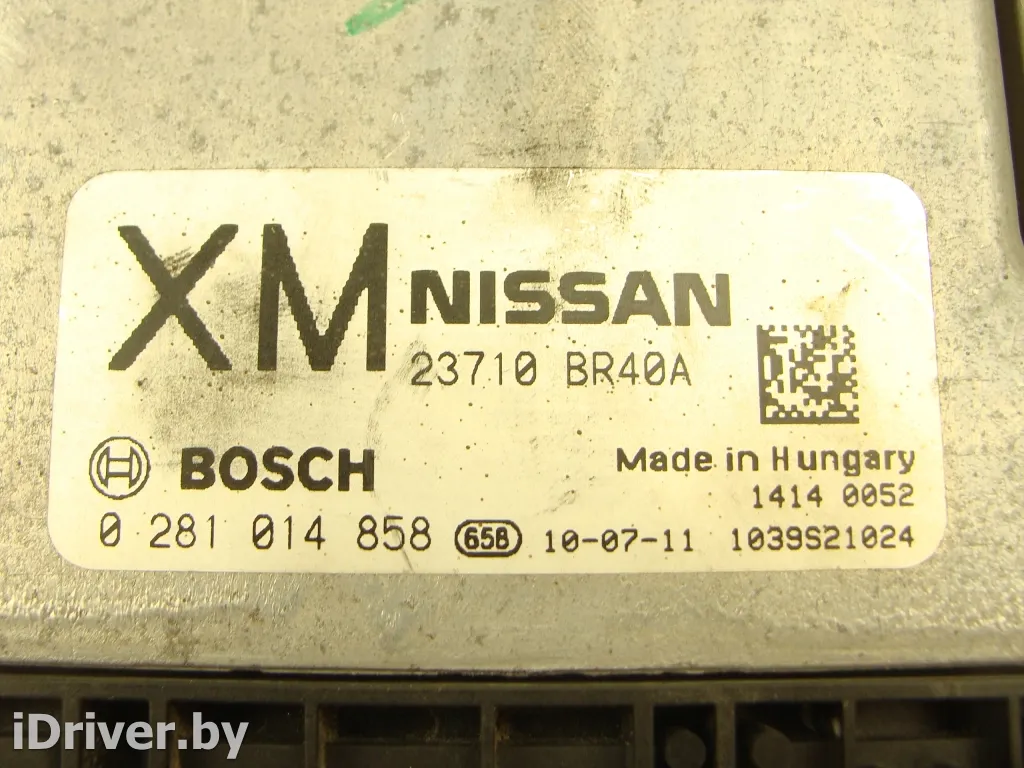 XM NISSAN
23710 BR40A
BOSCH
Made in Hungary
1414 0052
0 281 014 858 658 10-07-11 1039S21024
iDriver.by